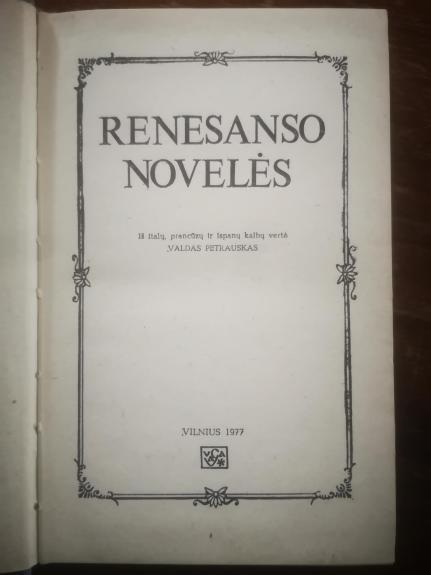 RENESANSO
NOVELĖS
Iš italų, prancūzų ir ispanų kalbų vertė
VALDAS PETRAUSKAS
VILNIUS 1977